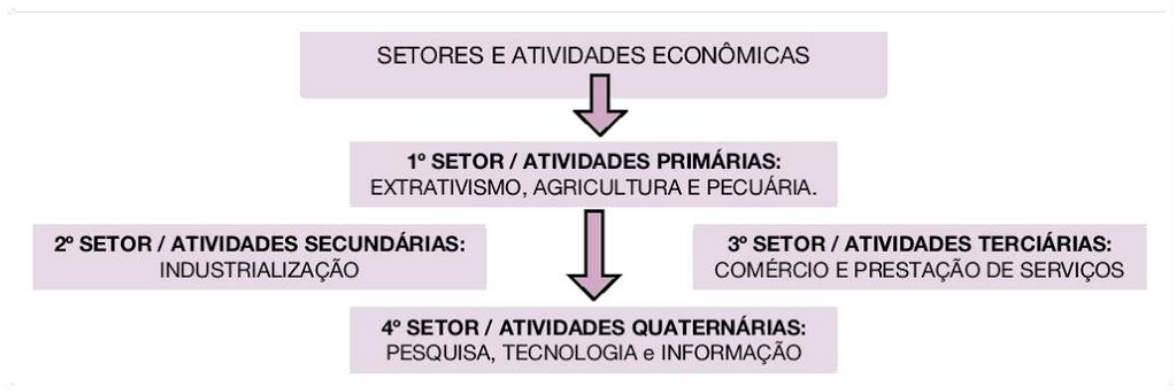 SETORES E ATIVIDADES ECONÔMICAS
1º SETOR / ATIVIDADES PRIMÁRIAS:
EXTRATIVISMO, AGRICULTURA E PECUÁRIA.
2º SETOR / ATIVIDADES SECUNDÁRIAS:
INDUSTRIALIZAÇÃO
3º SETOR / ATIVIDADES TERCIÁRIAS:
COMÉRCIO E PRESTAÇÃO DE SERVIÇOS
4º SETOR / ATIVIDADES QUATERNÁRIAS:
PESQUISA, TECNOLOGIA e INFORMAÇÃO